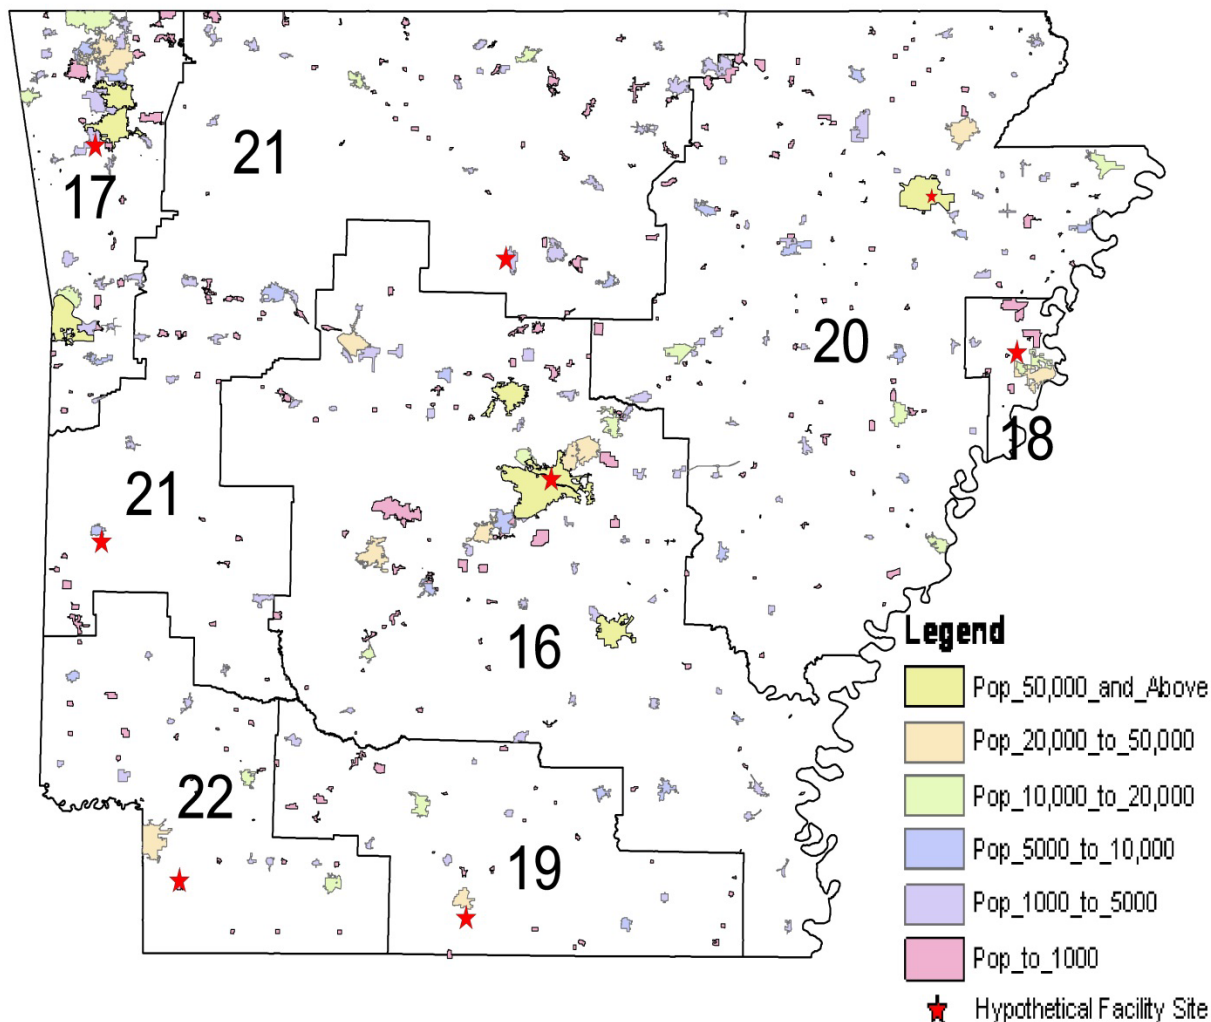 21
17
20
18
21
16
22
19
Legend
Pop_50,000_and_Above
Pop_20,000_to_50,000
Pop_10,000_to_20,000
Pop_5000_to_10,000
Pop_1000_to_5000
Pop_to_1000
Hypothetical Facility Site